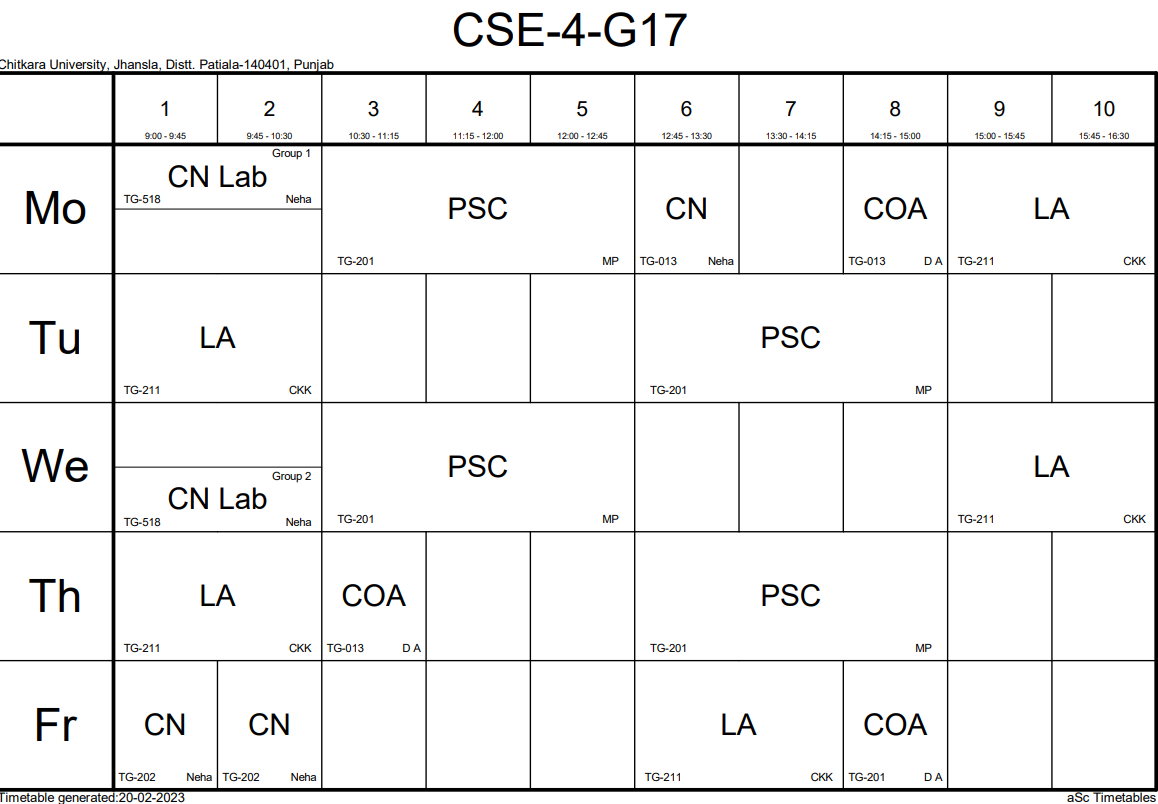 CSE-4-G17
Chitkara University, Jhansla, Distt. Patiala-140401, Punjab
1 2 3 4 5 6 7 8 9 10
9:00 - 9:45 9:45 - 10:30 10:30 - 11:15 11:15 - 12:00 12:00 - 12:45 12:45 - 13:30 13:30 - 14:15 14:15 - 15:00 15:00 - 15:45 15:45 - 16:30
Group 1
CN Lab
TG-518 Neha
Mo PSC CN COA LA
TG-201 MP TG-013 Neha TG-013 D A TG-211 CKK
Tu LA PSC
TG-211 CKK TG-201 MP
We PSC LA
Group 2
CN Lab
TG-518 Neha TG-201 MP TG-211 CKK
Th LA COA PSC
TG-211 CKK TG-013 D A TG-201 MP
Fr CN CN LA COA
TG-202 Neha TG-202 Neha TG-211 CKK TG-201 D A
Timetable generated:20-02-2023 aSc Timetables